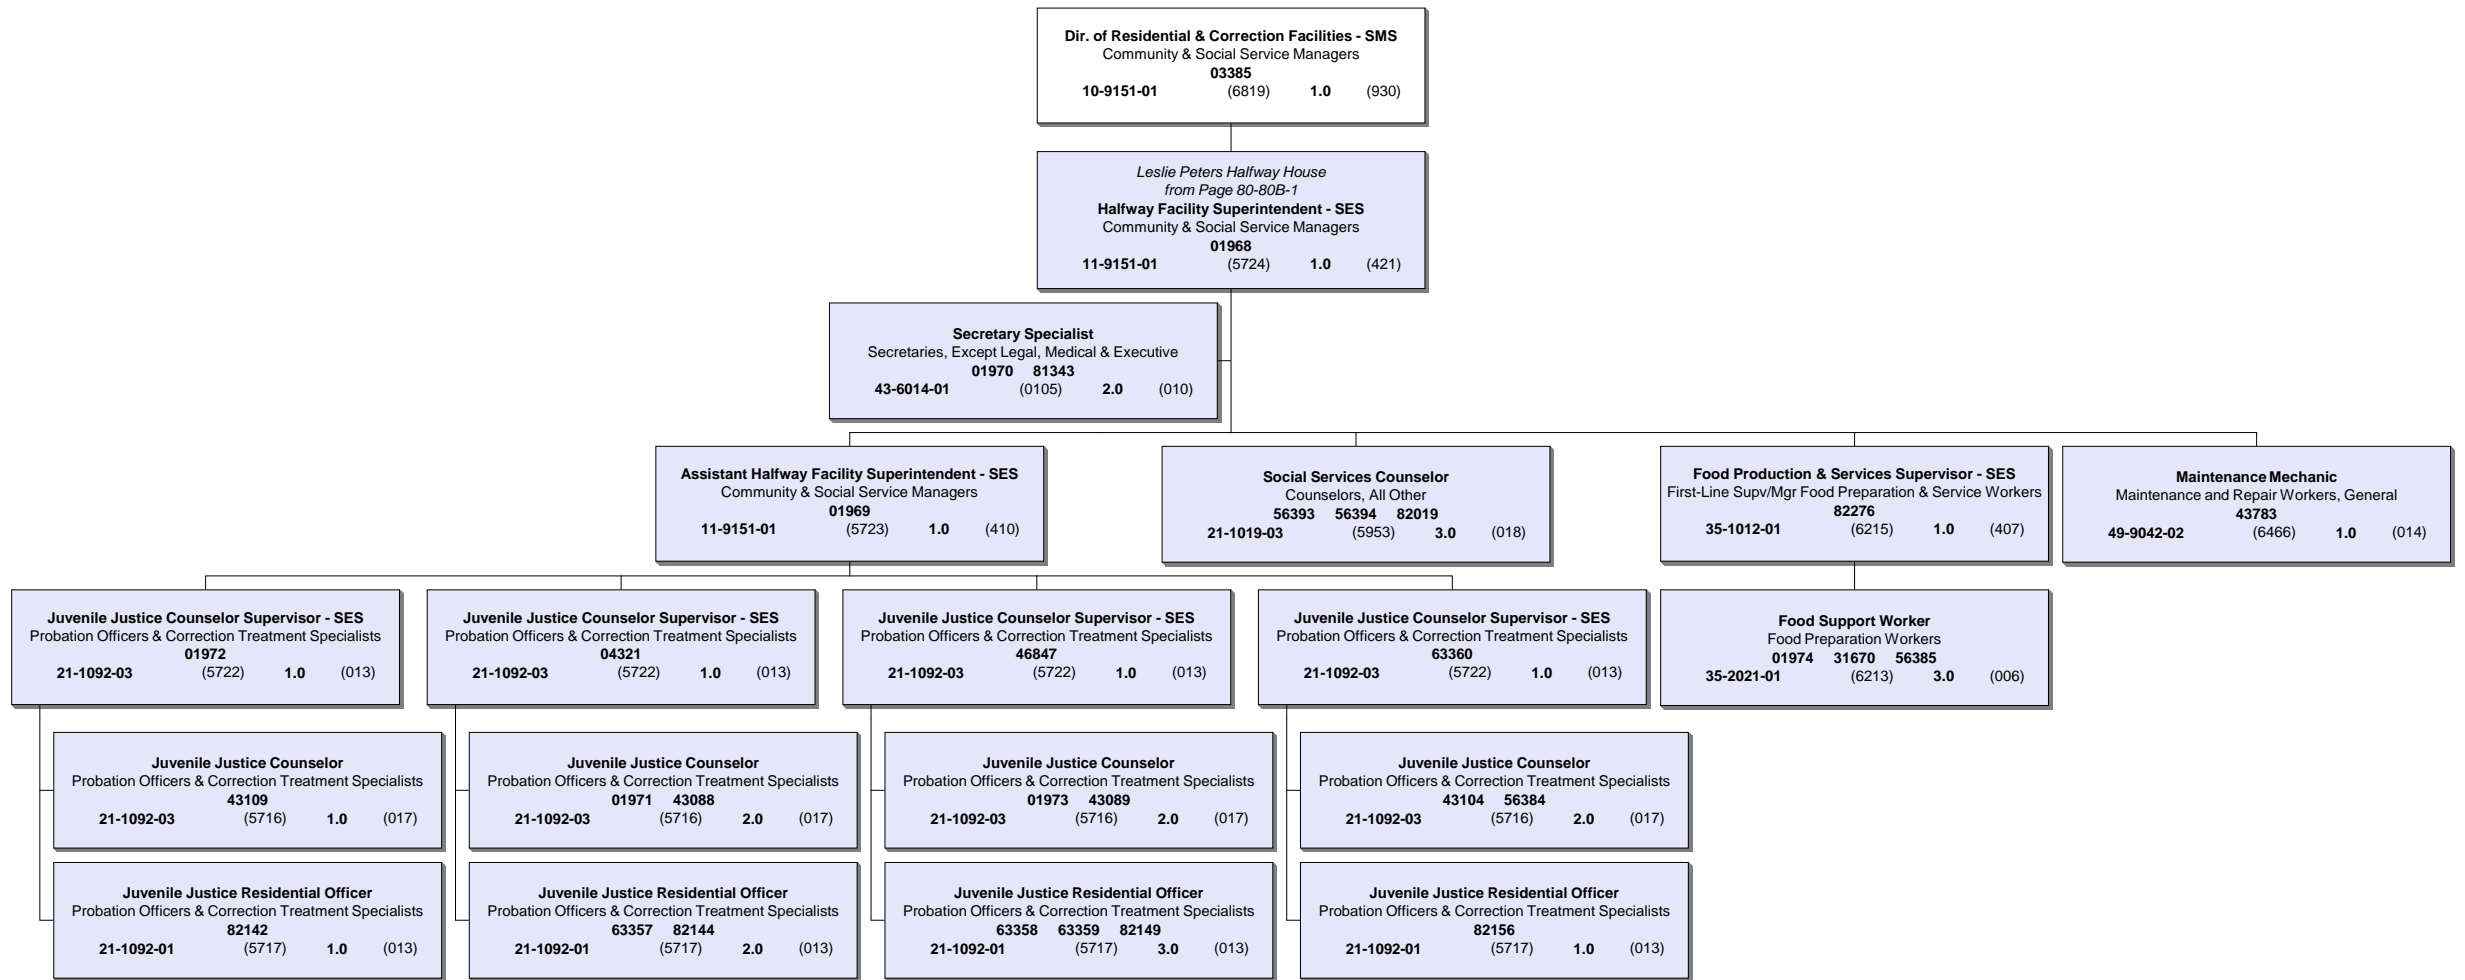 Dir. of Residential & Correction Facilities - SMS
Community & Social Service Managers
03385
10-9151-01 (6819) 1.0 (930)
Leslie Peters Halfway House
from Page 80-80B-1
Halfway Facility Superintendent - SES
Community & Social Service Managers
01968
11-9151-01 (5724) 1.0 (421)
Secretary Specialist
Secretaries, Except Legal, Medical & Executive
01970 81343
43-6014-01 (0105) 2.0 (010)
Assistant Halfway Facility Superintendent - SES
Community & Social Service Managers
01969
11-9151-01 (5723) 1.0 (410)
Social Services Counselor
Counselors, All Other
56393 56394 82019
21-1019-03 (5953) 3.0 (018)
Food Production & Services Supervisor - SES
First-Line Supv/Mgr Food Preparation & Service Workers
82276
35-1012-01 (6215) 1.0 (407)
Maintenance Mechanic
Maintenance and Repair Workers, General
43783
49-9042-02 (6466) 1.0 (014)
Juvenile Justice Counselor Supervisor - SES
Probation Officers & Correction Treatment Specialists
01972
21-1092-03 (5722) 1.0 (013)
Juvenile Justice Counselor Supervisor - SES
Probation Officers & Correction Treatment Specialists
04321
21-1092-03 (5722) 1.0 (013)
Juvenile Justice Counselor Supervisor - SES
Probation Officers & Correction Treatment Specialists
46847
21-1092-03 (5722) 1.0 (013)
Juvenile Justice Counselor Supervisor - SES
Probation Officers & Correction Treatment Specialists
63360
21-1092-03 (5722) 1.0 (013)
Food Support Worker
Food Preparation Workers
01974 31670 56385
35-2021-01 (6213) 3.0 (006)
Juvenile Justice Counselor
Probation Officers & Correction Treatment Specialists
43109
21-1092-03 (5716) 1.0 (017)
Juvenile Justice Counselor
Probation Officers & Correction Treatment Specialists
01971 43088
21-1092-03 (5716) 2.0 (017)
Juvenile Justice Counselor
Probation Officers & Correction Treatment Specialists
01973 43089
21-1092-03 (5716) 2.0 (017)
Juvenile Justice Counselor
Probation Officers & Correction Treatment Specialists
43104 56384
21-1092-03 (5716) 2.0 (017)
Juvenile Justice Residential Officer
Probation Officers & Correction Treatment Specialists
82142
21-1092-01 (5717) 1.0 (013)
Juvenile Justice Residential Officer
Probation Officers & Correction Treatment Specialists
63357 82144
21-1092-01 (5717) 2.0 (013)
Juvenile Justice Residential Officer
Probation Officers & Correction Treatment Specialists
63358 63359 82149
21-1092-01 (5717) 3.0 (013)
Juvenile Justice Residential Officer
Probation Officers & Correction Treatment Specialists
82156
21-1092-01 (5717) 1.0 (013)